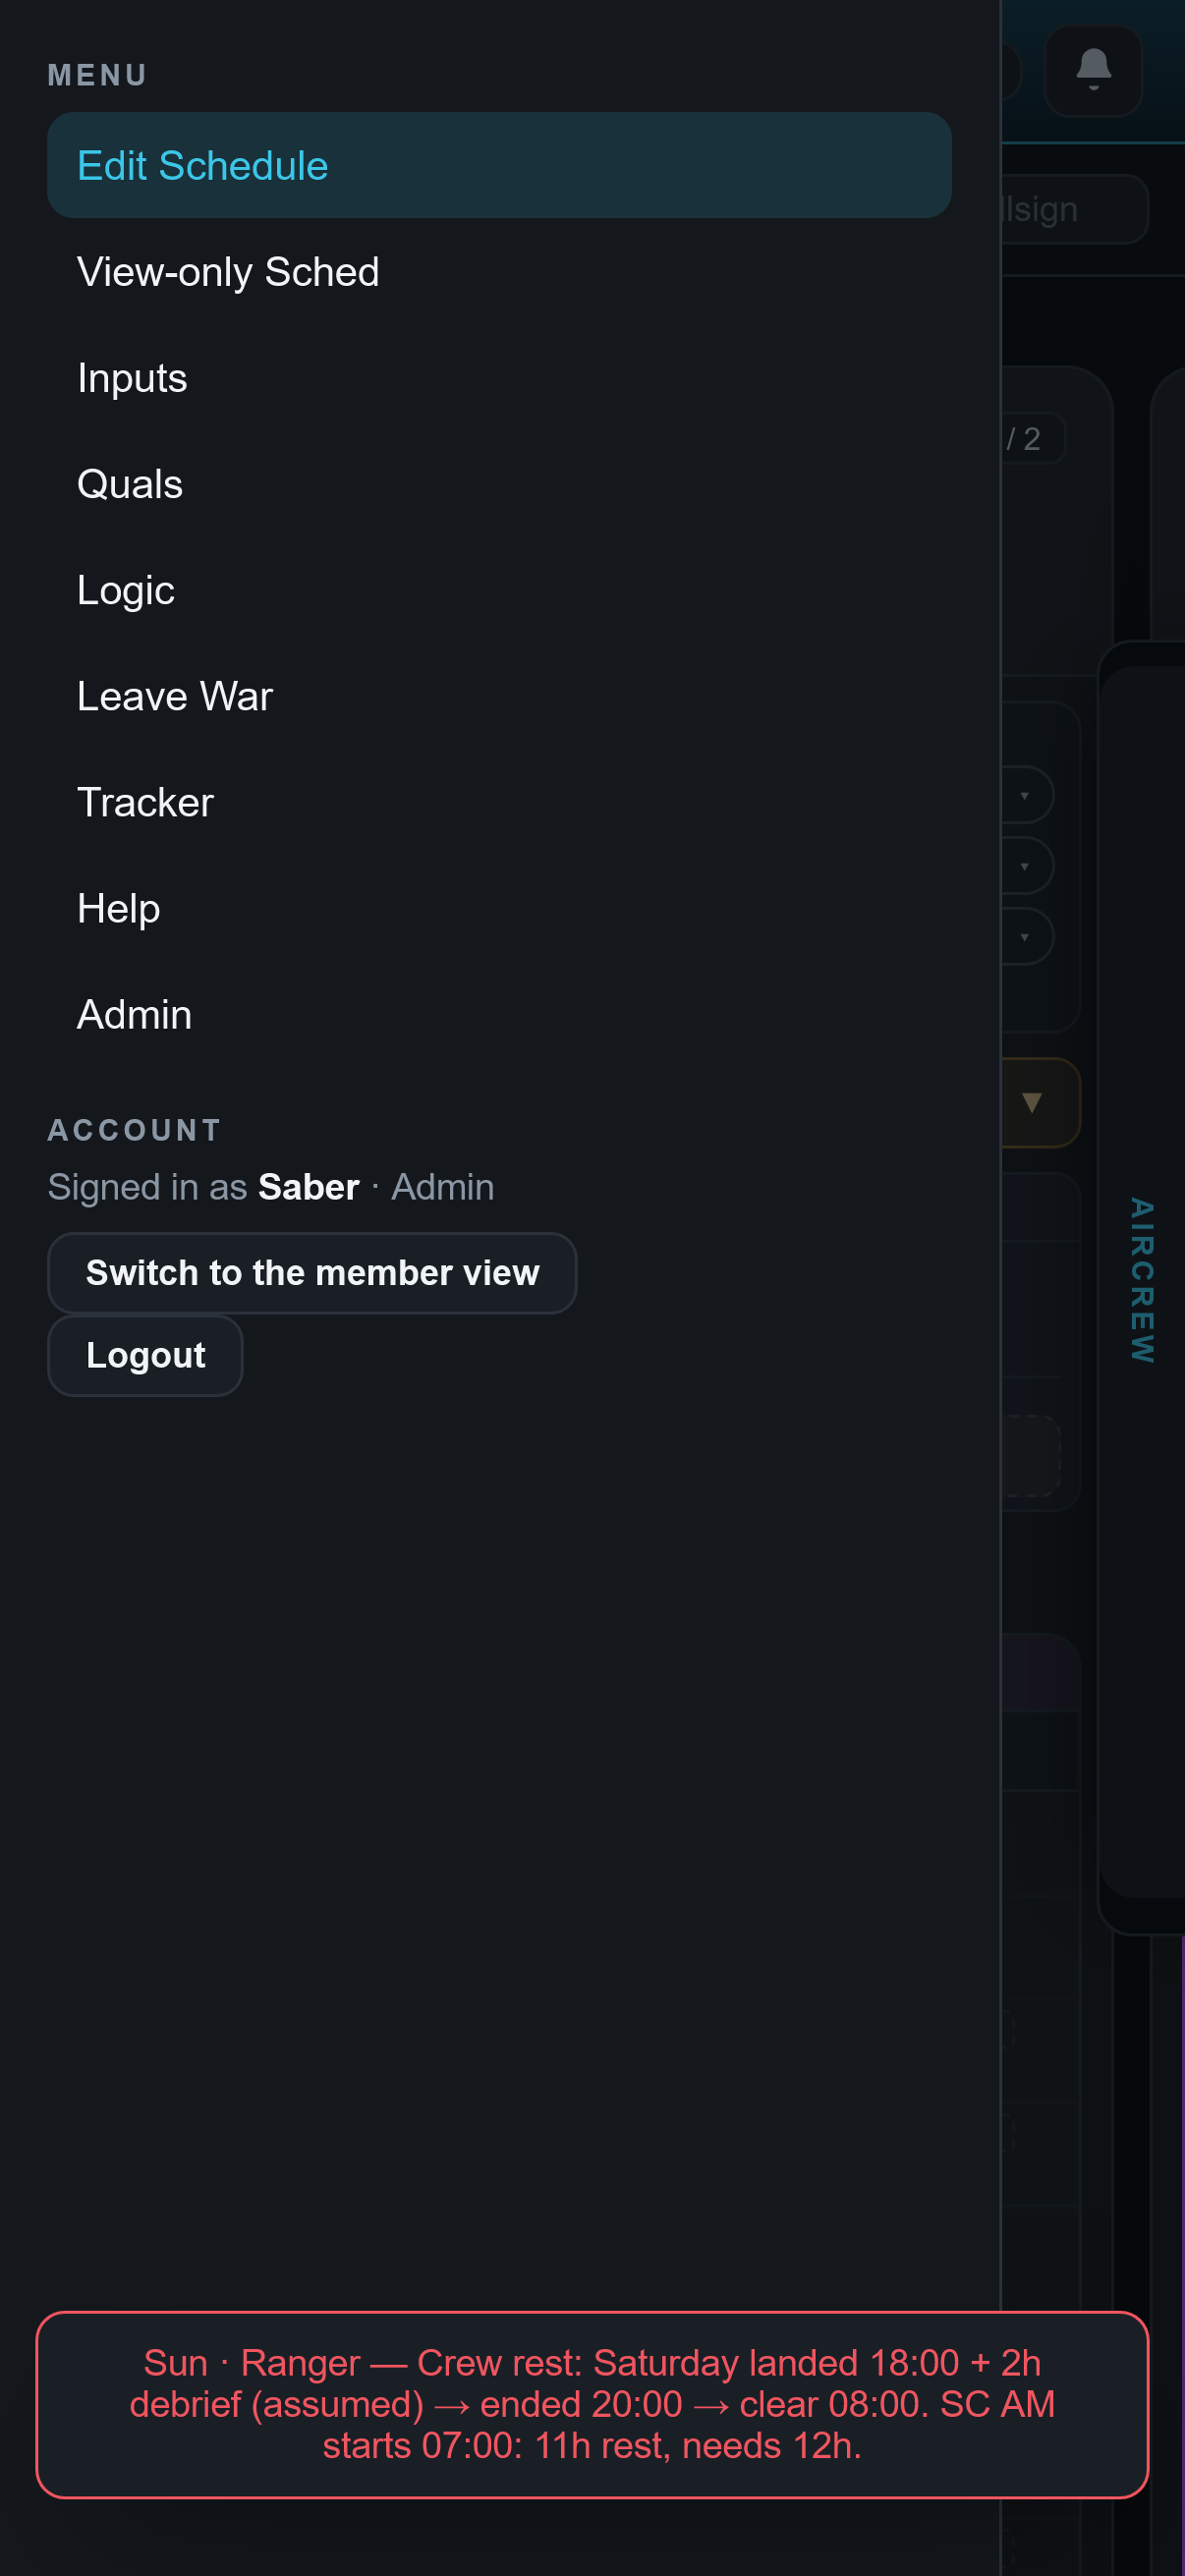 MENU
Edit Schedule
llsign
View-only Sched
Inputs
/ 2
Quals
Logic
Leave War
Tracker
Help
Admin
ACCOUNT
Signed in as Saber · Admin
AIRCREW
Switch to the member view
Logout
Sun · Ranger — Crew rest: Saturday landed 18:00 + 2h
debrief (assumed) → ended 20:00 → clear 08:00. SC AM
starts 07:00: 11h rest, needs 12h.